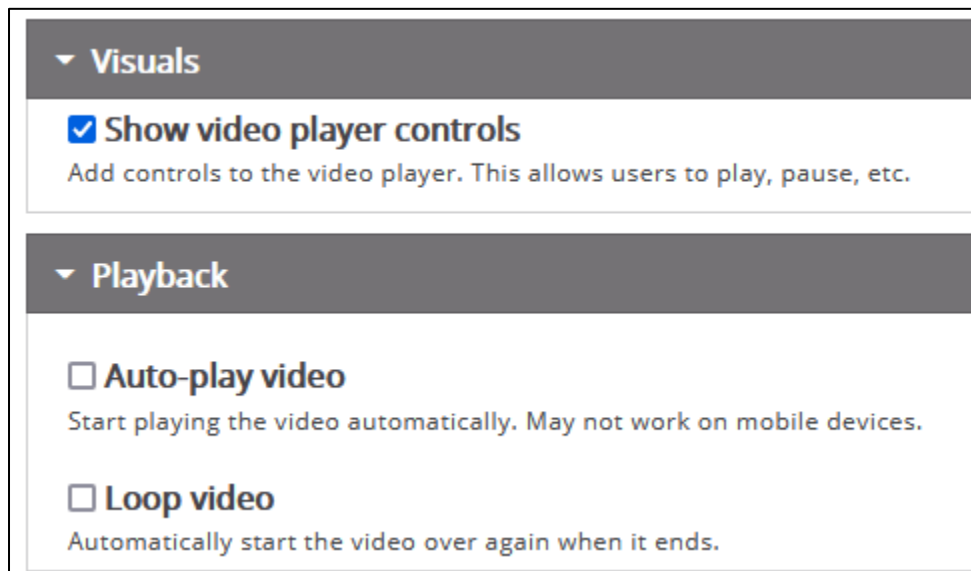 Visuals
Show video player controls
Add controls to the video player. This allows users to play, pause, etc.
Playback
Auto-play video
Start playing the video automatically. May not work on mobile devices.
Loop video
Automatically start the video over again when it ends.